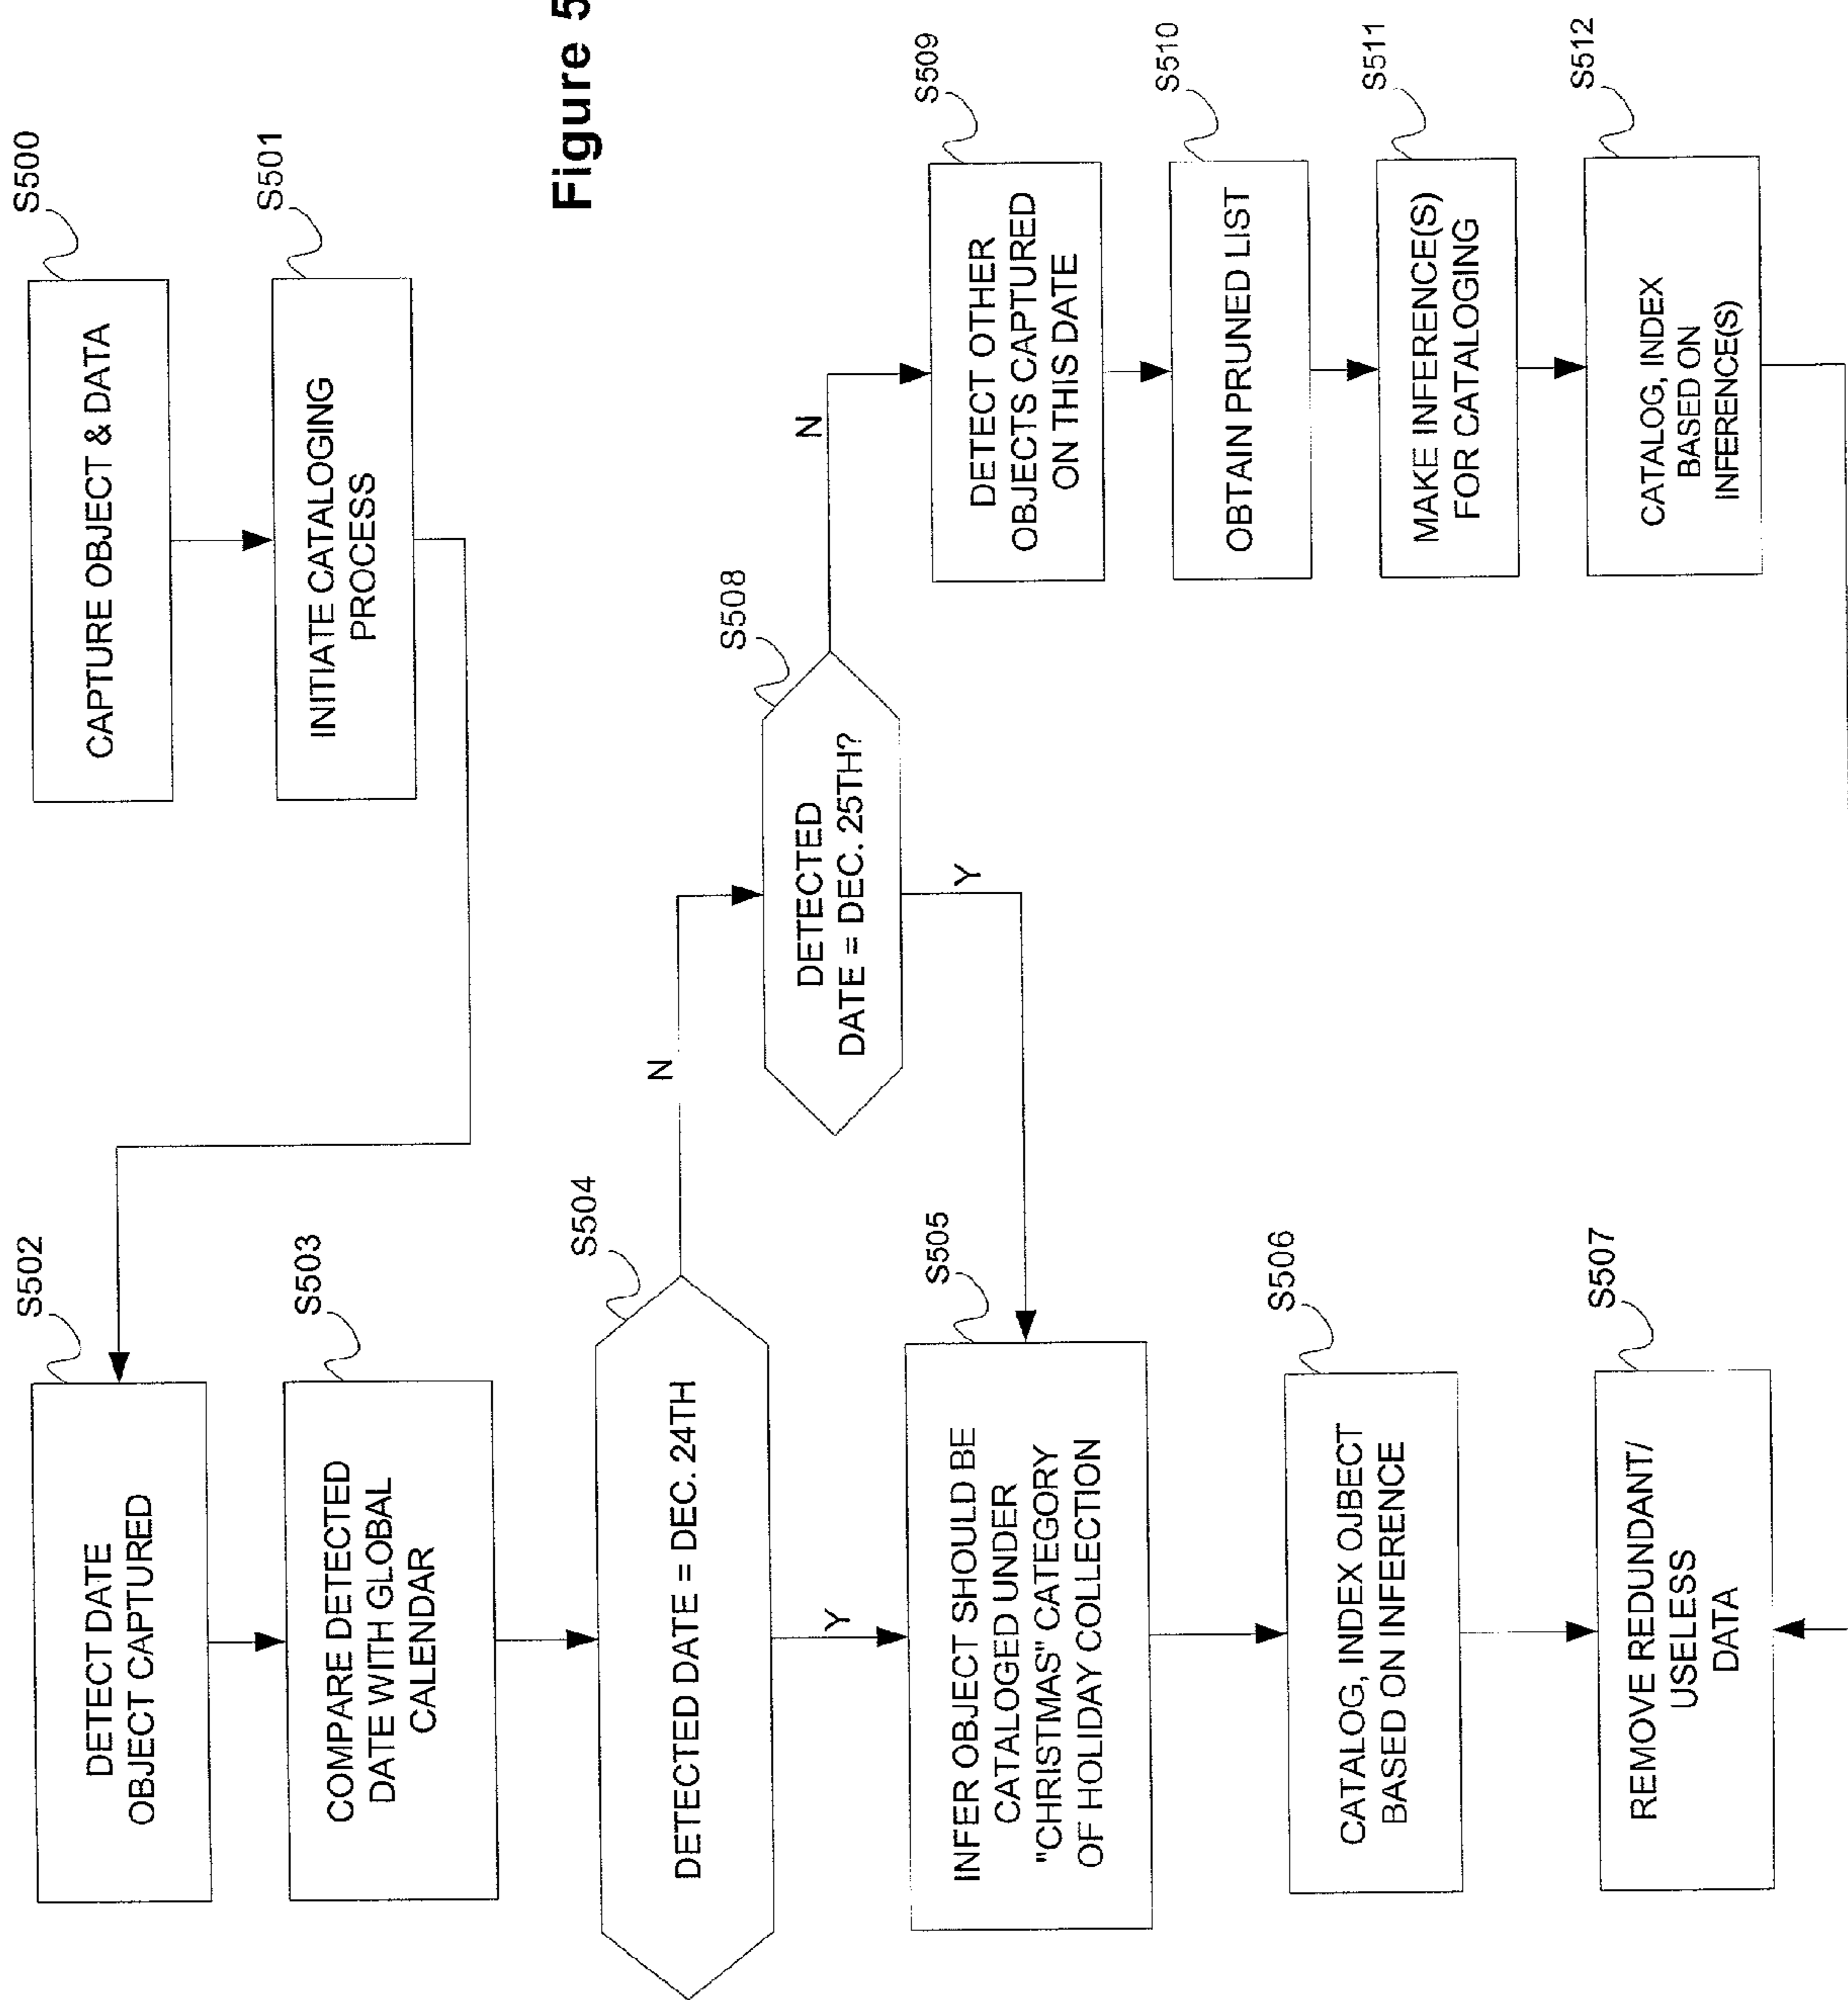 S500
CAPTURE OBJECT & DATA
S501
INITIATE CATALOGING
PROCESS
Figure 5
S502
DETECT DATE
OBJECT CAPTURED
S503
COMPARE DETECTED
DATE WITH GLOBAL
CALENDAR
S504
DETECTED DATE = DEC. 24TH
N
Y
S505
INFER OBJECT SHOULD BE
CATALOGED UNDER
"CHRISTMAS" CATEGORY
OF HOLIDAY COLLECTION
S506
CATALOG, INDEX OJBECT
BASED ON INFERENCE
S507
REMOVE REDUNDANT/
USELESS
DATA
S508
DETECTED
DATE = DEC. 25TH?
N
Y
S509
DETECT OTHER
OBJECTS CAPTURED
ON THIS DATE
S510
OBTAIN PRUNED LIST
S511
MAKE INFERENCE(S)
FOR CATALOGING
S512
CATALOG, INDEX
BASED ON
INFERENCE(S)